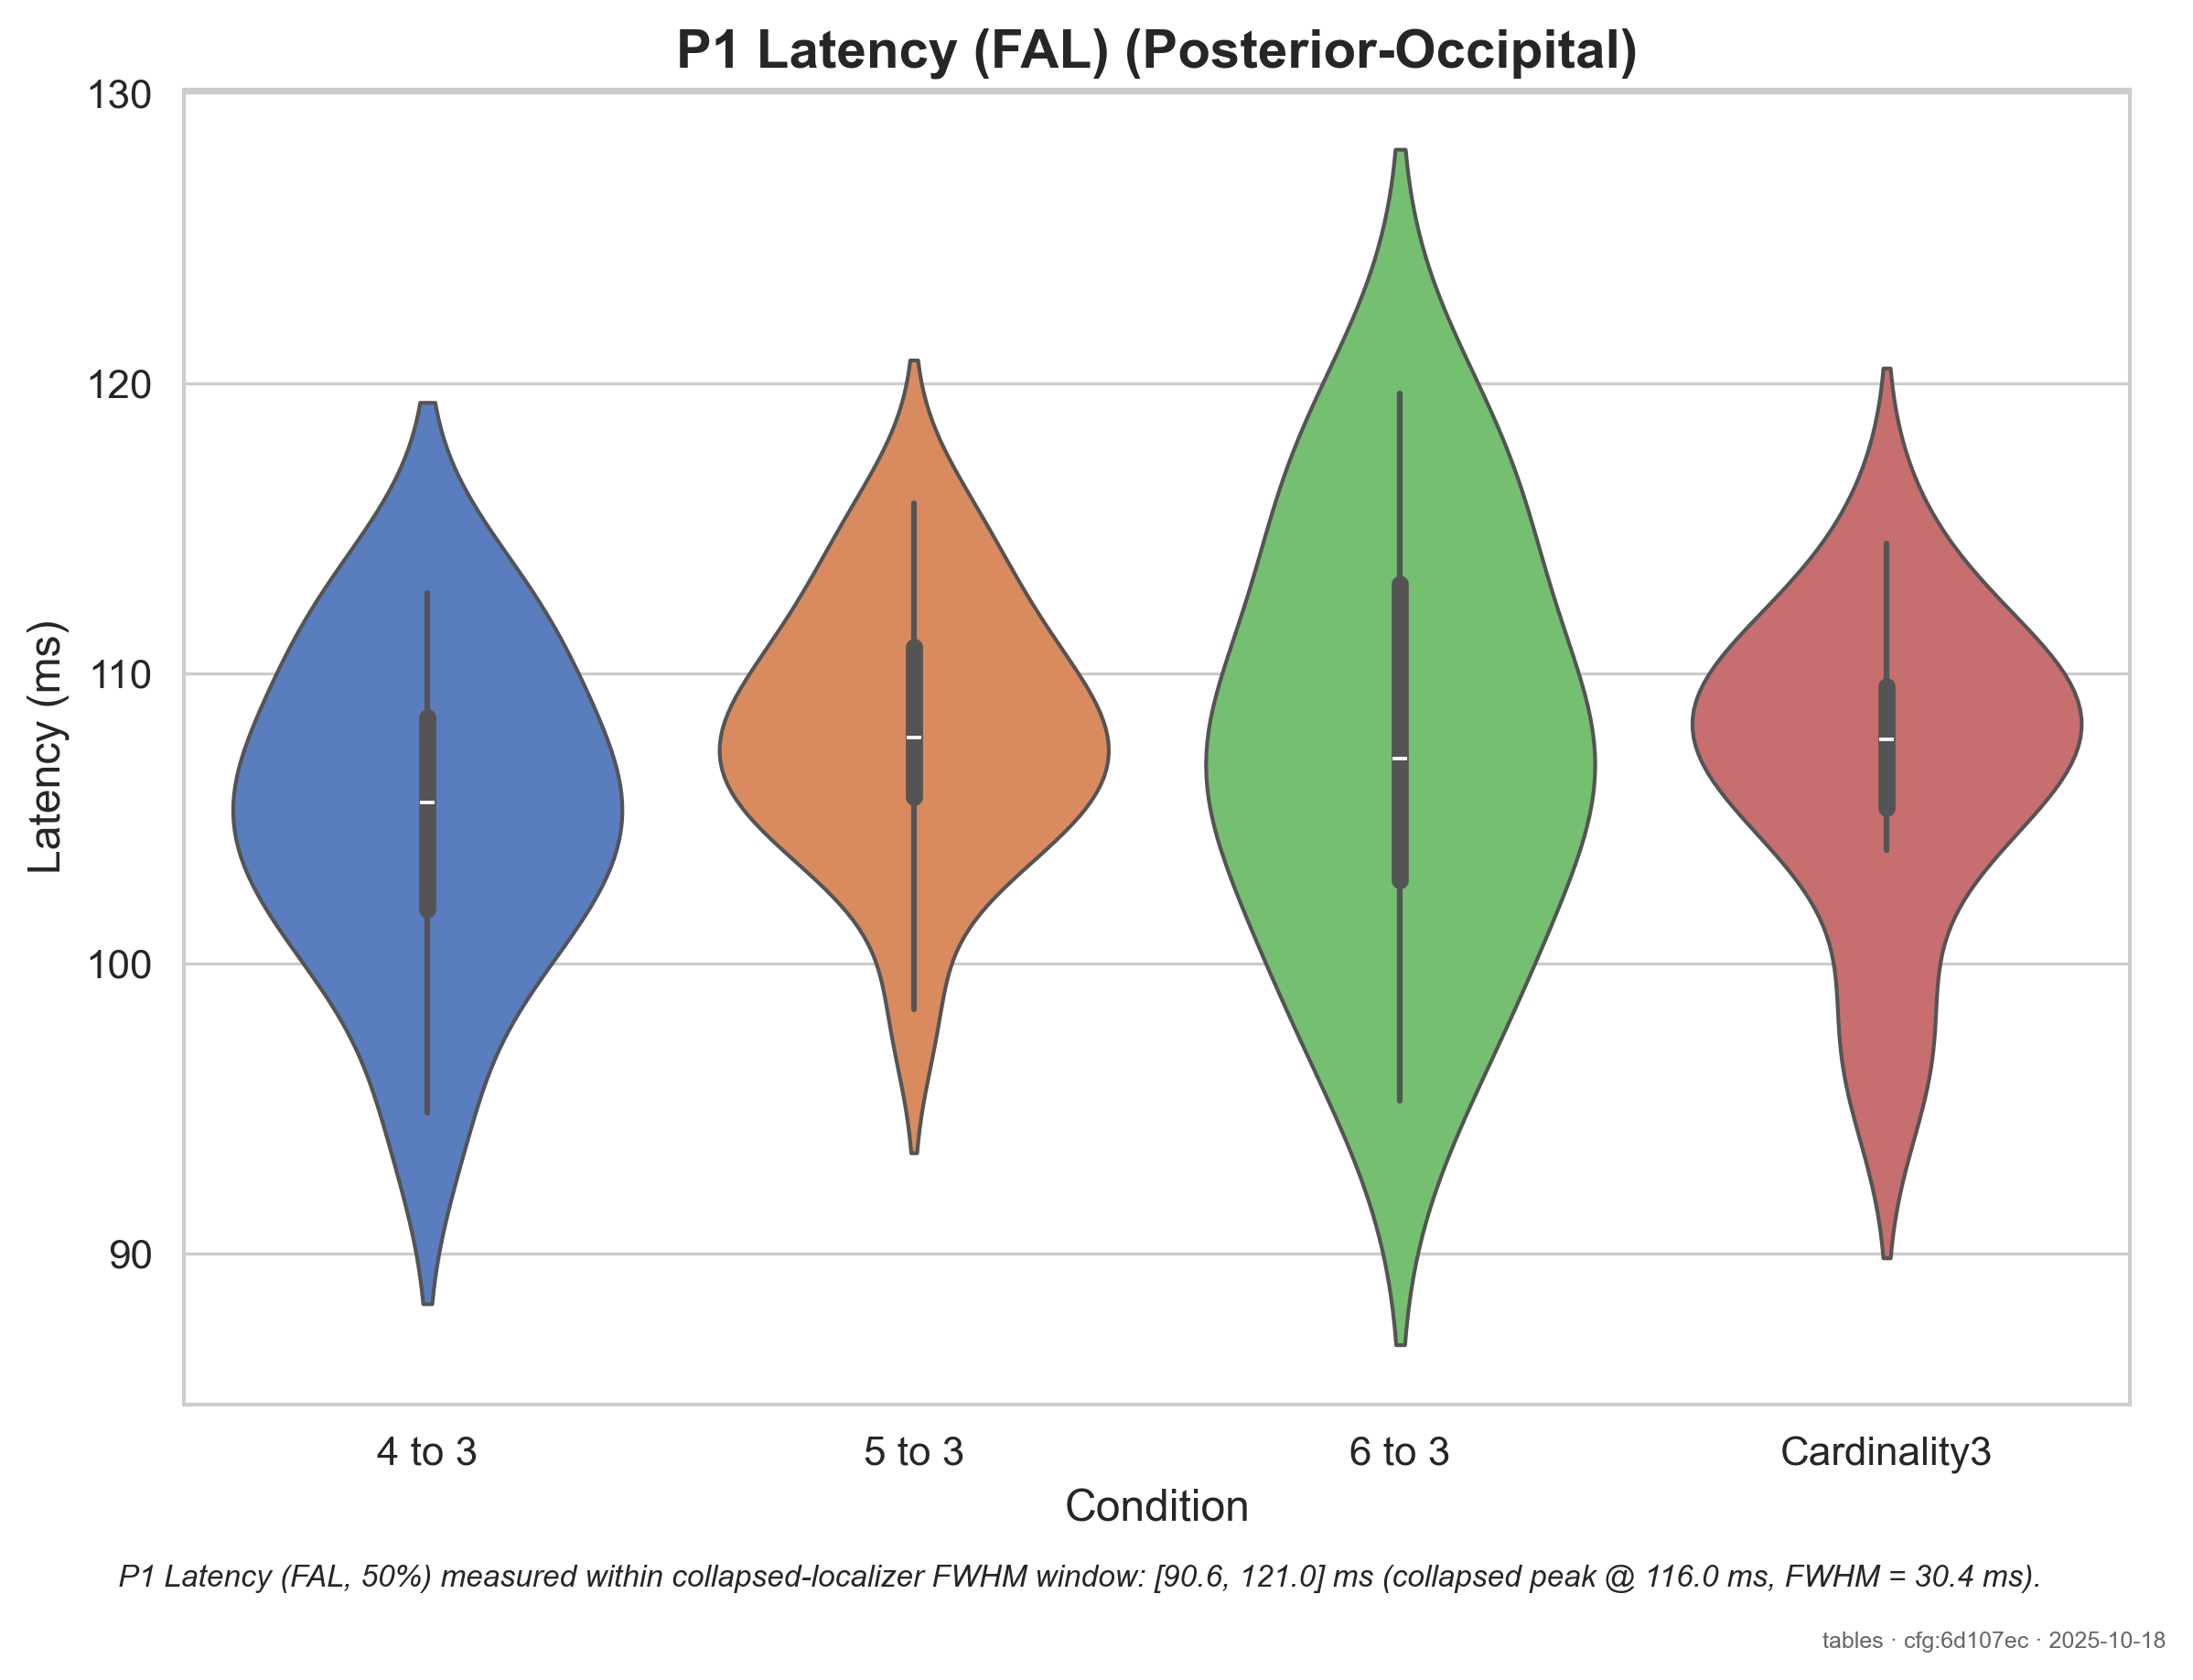 P1 Latency (FAL) (Posterior-Occipital)
130
120
110
100
90
Latency (ms)
4 to 3
5 to 3
6 to 3
Cardinality3
Condition
P1 Latency (FAL, 50%) measured within collapsed-localizer FWHM window: [90.6, 121.0] ms (collapsed peak @ 116.0 ms, FWHM = 30.4 ms).
tables · cfg:6d107ec · 2025-10-18